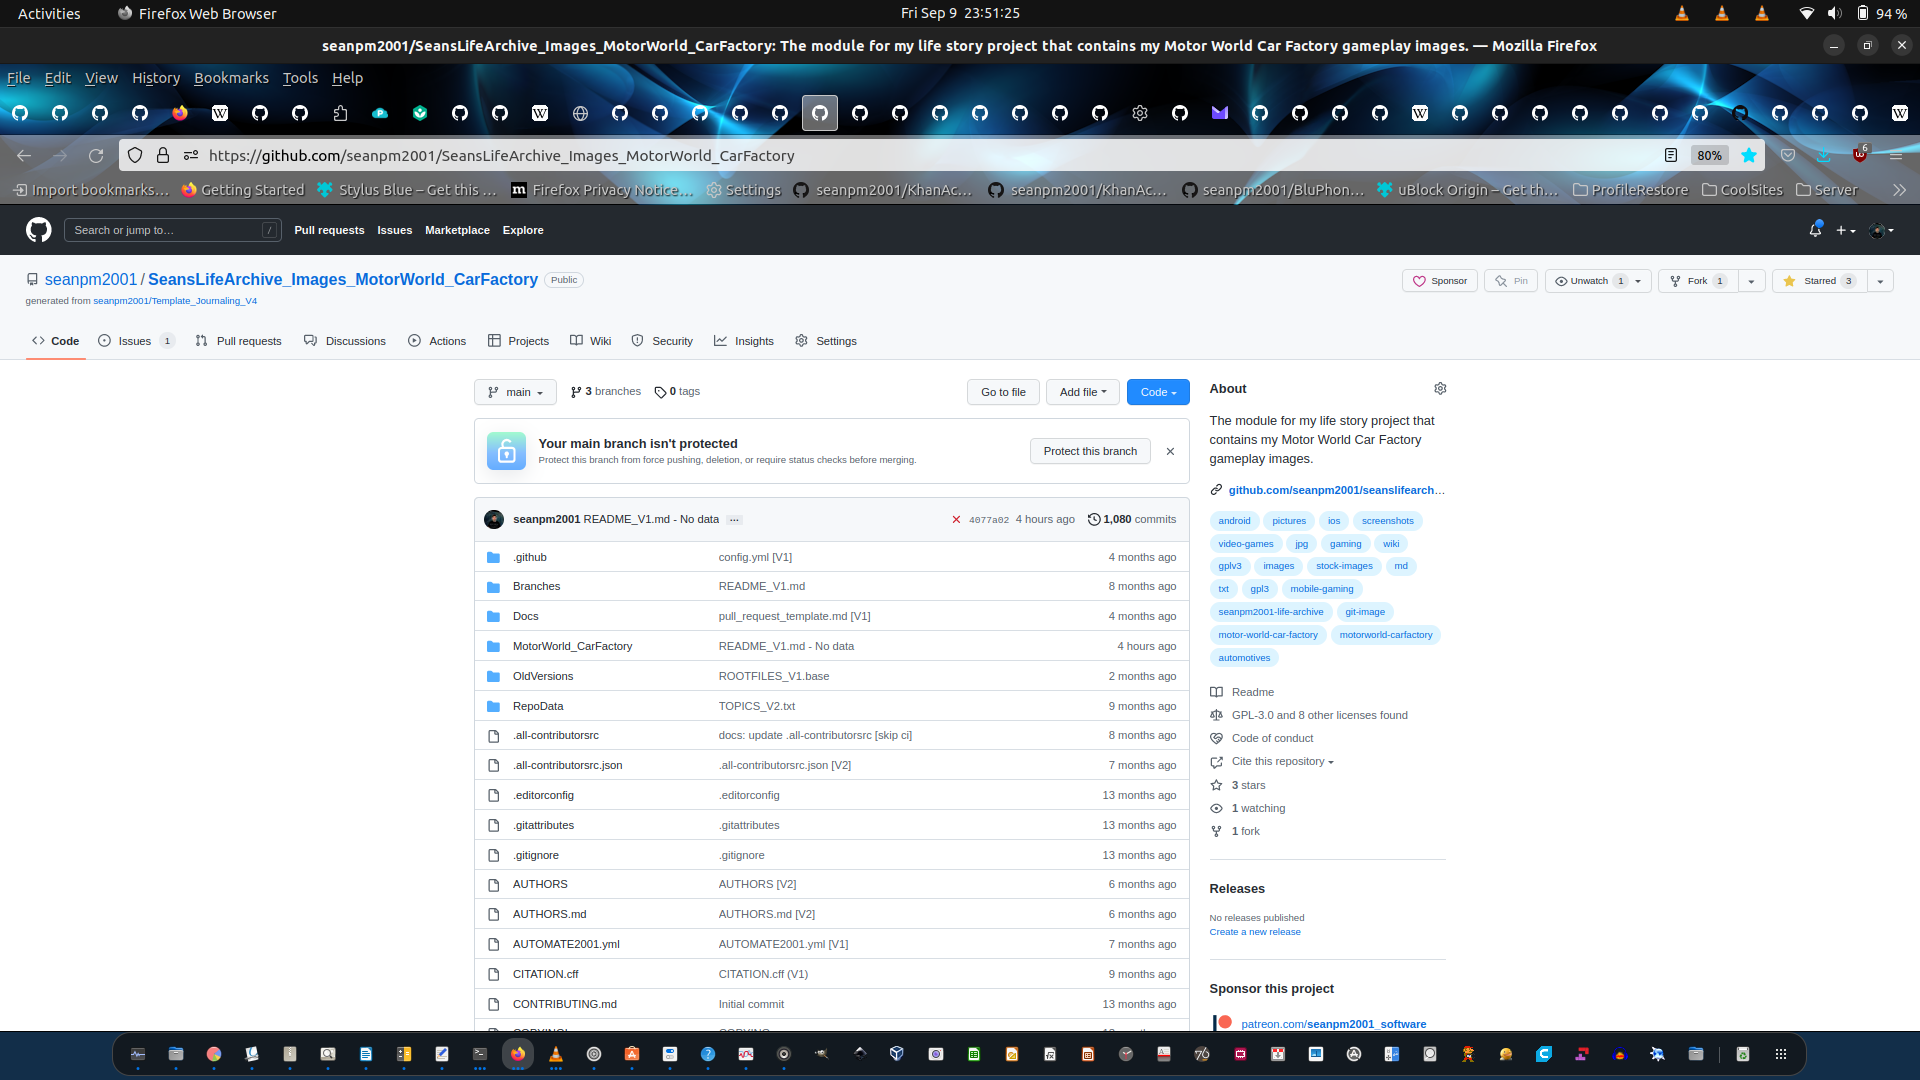 Activities
Firefox Web Browser
Fri Sep 9 23:51:25
94 %
seanpm2001/SeansLifeArchive_Images_MotorWorld_CarFactory: The module for my life story project that contains my Motor World Car Factory gameplay images. — Mozilla Firefox
File Edit View History Bookmarks Tools Help
https://github.com/seanpm2001/SeansLifeArchive_Images_MotorWorld_CarFactory
80%
6
Import bookmarks… Getting Started Stylus Blue – Get this … Firefox Privacy Notice… Settings seanpm2001/KhanAc… seanpm2001/KhanAc… seanpm2001/BluPhon… uBlock Origin – Get th… ProfileRestore CoolSites Server
Search or jump to…
/
Pull requests Issues Marketplace Explore
seanpm2001 / SeansLifeArchive_Images_MotorWorld_CarFactory Public
Sponsor Pin Unwatch 1 Fork 1 Starred 3
generated from seanpm2001/Template_Journaling_V4
Code Issues 1 Pull requests Discussions Actions Projects Wiki Security Insights Settings
main 3 branches 0 tags
Go to file Add file Code
Your main branch isn't protected
Protect this branch from force pushing, deletion, or require status checks before merging.
Protect this branch
seanpm2001 README_V1.md - No data ... 4077a02 4 hours ago 1,080 commits
.github config.yml [V1] 4 months ago
Branches README_V1.md 8 months ago
Docs pull_request_template.md [V1] 4 months ago
MotorWorld_CarFactory README_V1.md - No data 4 hours ago
OldVersions ROOTFILES_V1.base 2 months ago
RepoData TOPICS_V2.txt 9 months ago
.all-contributorsrc docs: update .all-contributorsrc [skip ci] 8 months ago
.all-contributorsrc.json .all-contributorsrc.json [V2] 7 months ago
.editorconfig .editorconfig 13 months ago
.gitattributes .gitattributes 13 months ago
.gitignore .gitignore 13 months ago
AUTHORS AUTHORS [V2] 6 months ago
AUTHORS.md AUTHORS.md [V2] 6 months ago
AUTOMATE2001.yml AUTOMATE2001.yml [V1] 7 months ago
CITATION.cff CITATION.cff (V1) 9 months ago
CONTRIBUTING.md Initial commit 13 months ago
About
The module for my life story project that
contains my Motor World Car Factory
gameplay images.
github.com/seanpm2001/seanslifearch…
android pictures ios screenshots
video-games jpg gaming wiki
gplv3 images stock-images md
txt gpl3 mobile-gaming
seanpm2001-life-archive git-image
motor-world-car-factory motorworld-carfactory
automotives
Readme
GPL-3.0 and 8 other licenses found
Code of conduct
Cite this repository
3 stars
1 watching
1 fork
Releases
No releases published
Create a new release
Sponsor this project
patreon.com/seanpm2001_software